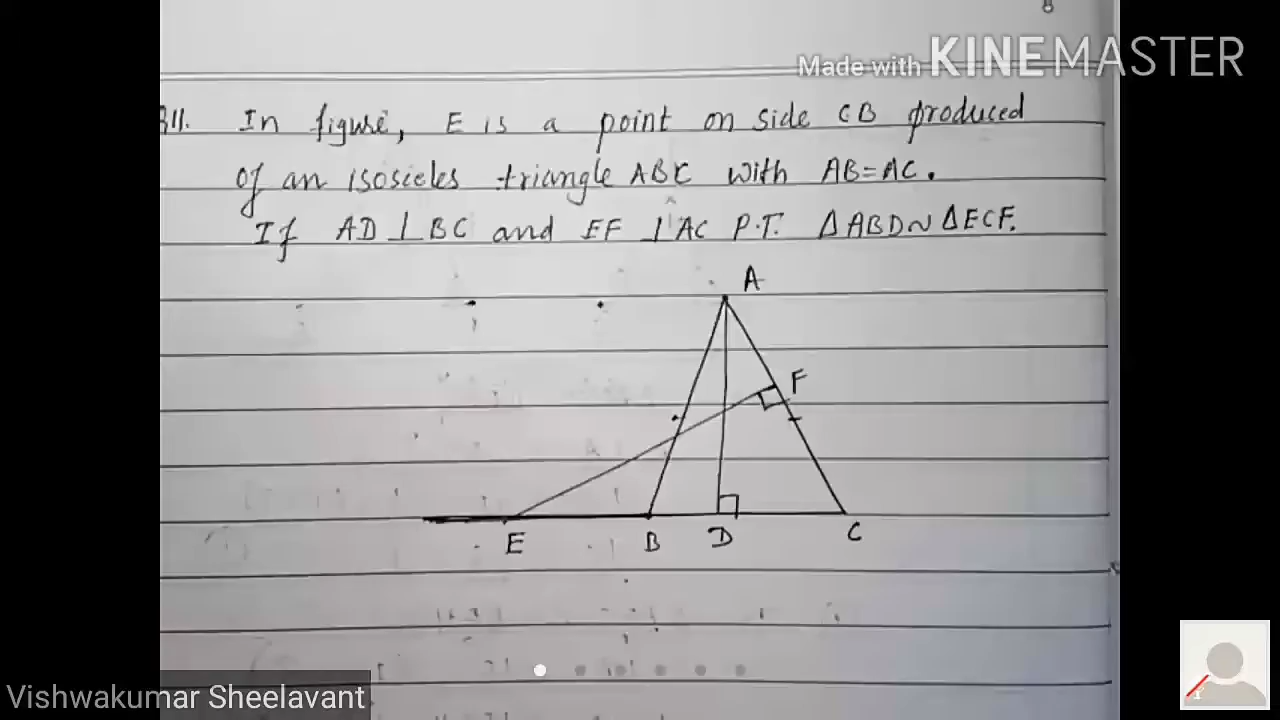 Made with KINEMASTER
311. In figure, E is a point on side CB produced
of an isosceles triangle ABC with AB=AC.
If AD ⊥ BC and EF ⊥ AC P.T. ΔABD ~ ΔECF.
A
F
E B D C
Vishwakumar Sheelavant